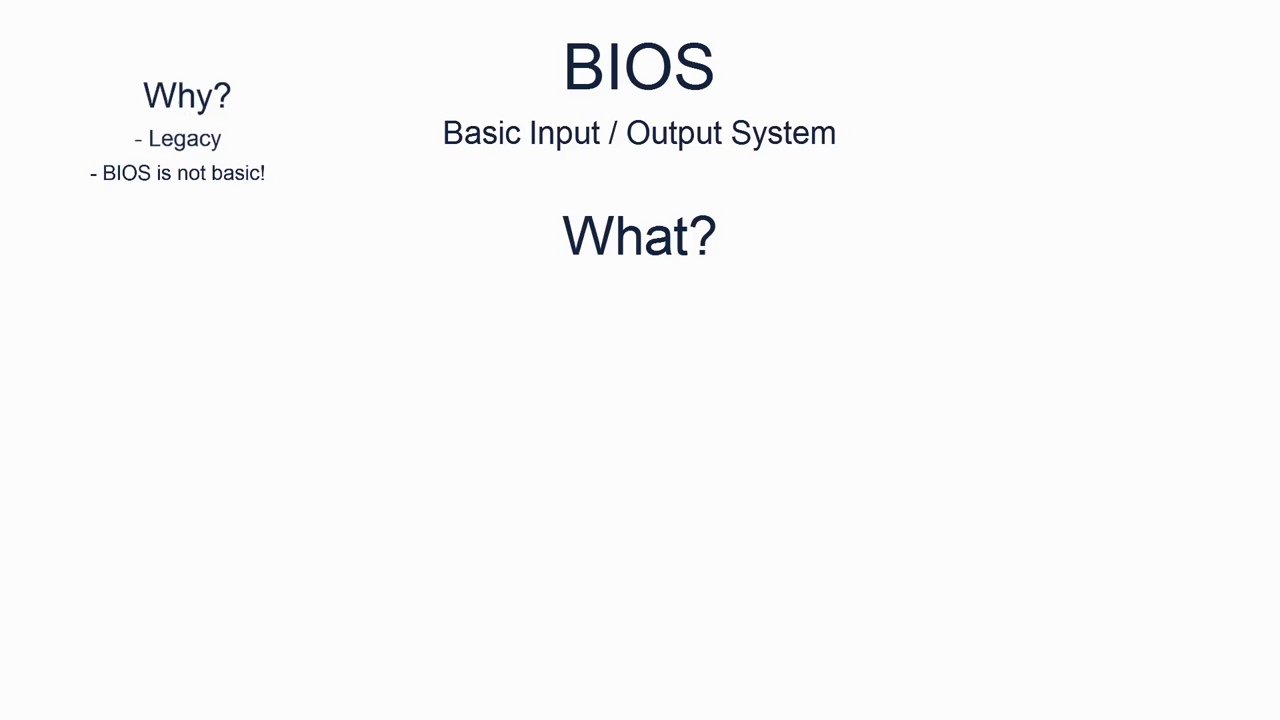 BIOS
Basic Input / Output System
Why?
- Legacy
- BIOS is not basic!
What?